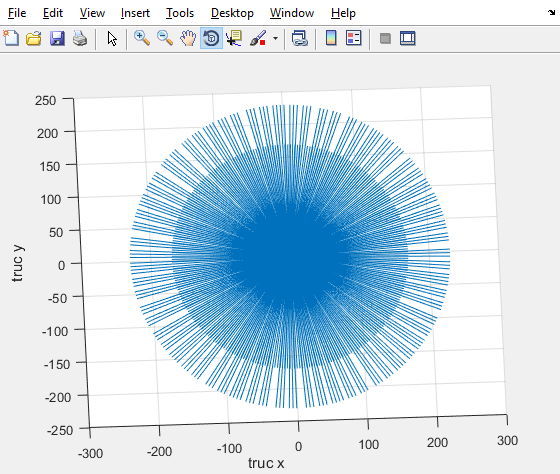 File Edit View Insert Tools Desktop Window Help
250
200
150
100
50
0
-50
-100
-150
-200
-250
truc y
-300 -200 -100 0 100 200 300
truc x